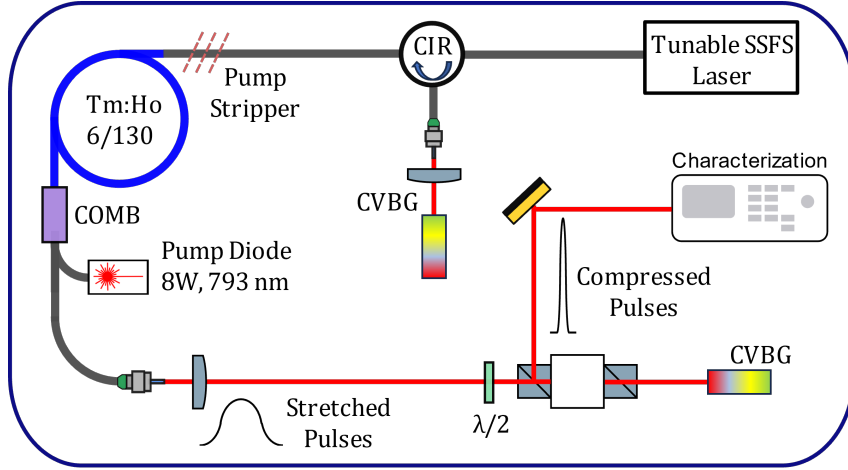 CIR
Tunable SSFS
Laser
Pump
Stripper
Tm:Ho
6/130
Characterization
CVBG
COMB
Pump Diode
8W, 793 nm
Compressed
Pulses
CVBG
Stretched
Pulses
λ/2